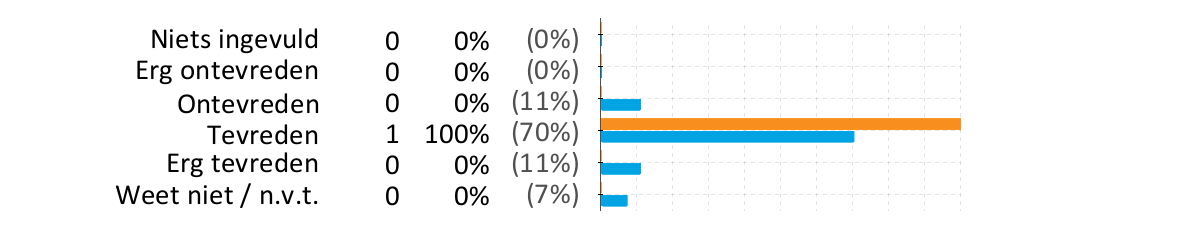 Niets ingevuld 0 0% (0%)
Erg ontevreden 0 0% (0%)
Ontevreden 0 0% (11%)
Tevreden 1 100% (70%)
Erg tevreden 0 0% (11%)
Weet niet / n.v.t. 0 0% (7%)